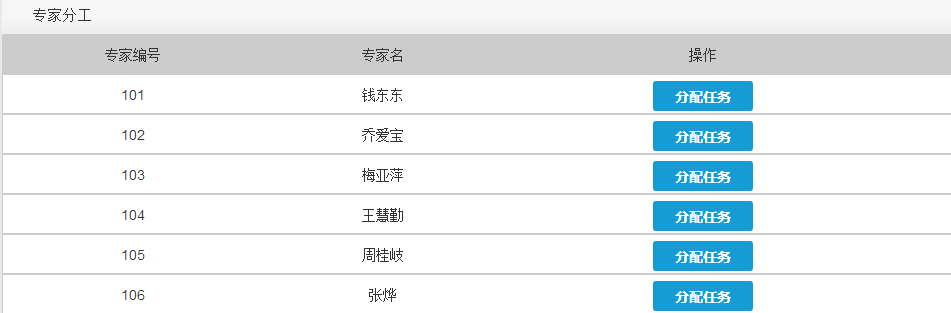 专家分工
专家编号 专家名 操作
101 钱东东 分配任务
102 乔爱宝 分配任务
103 梅亚萍 分配任务
104 王慧勤 分配任务
105 周桂岐 分配任务
106 张烨 分配任务